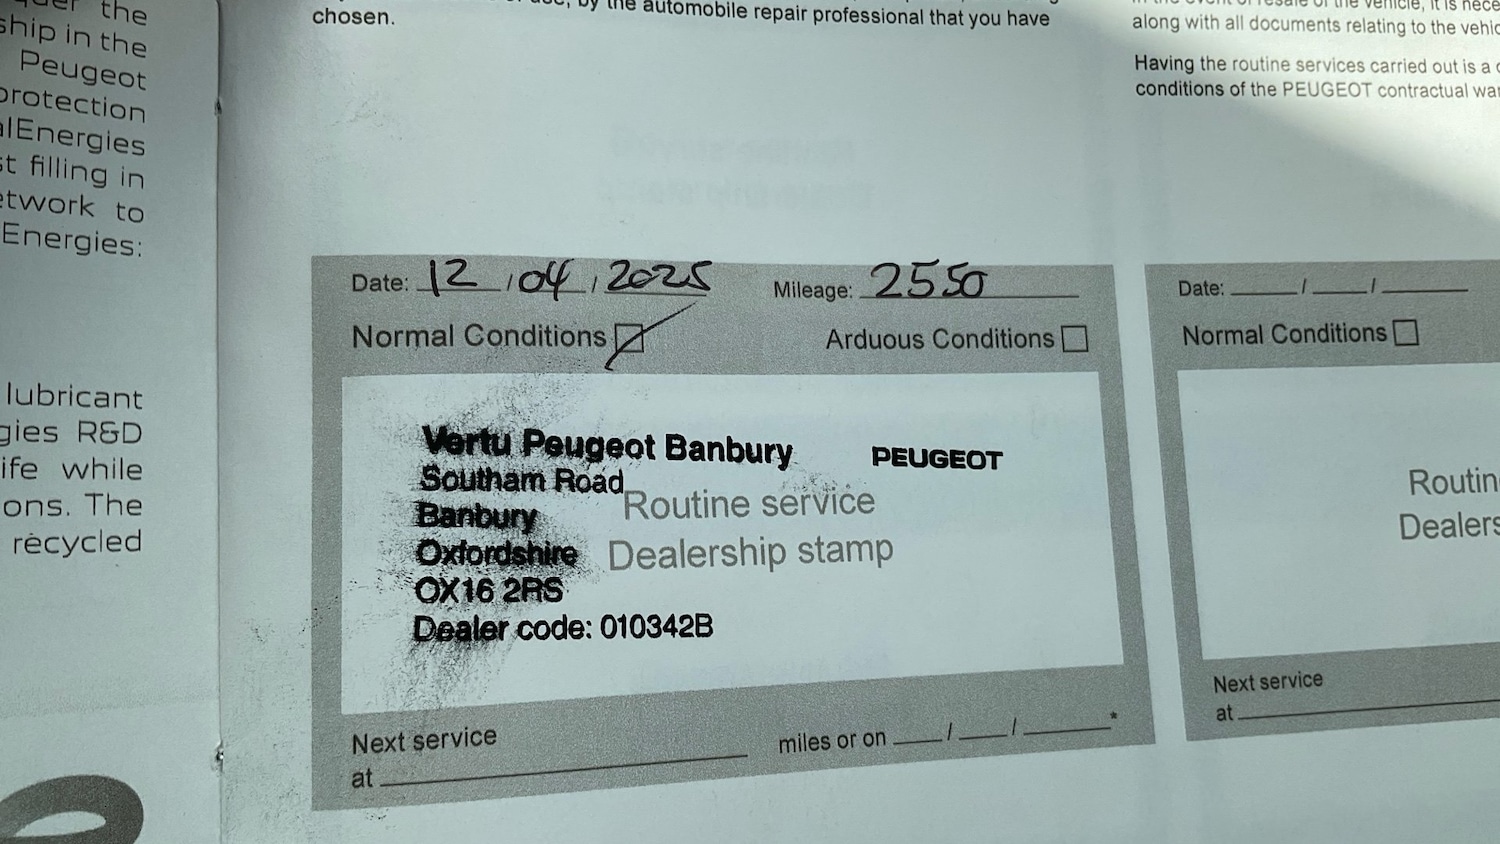 the
ship in the
Peugeot
protection
alEnergies
st filling in
etwork to
Energies:
lubricant
gies R&D
ife while
ons. The
recycled
by the automobile repair professional that you have
chosen.
Date: 12 / 04 / 2025 Mileage: 2550
Normal Conditions Arduous Conditions
Vertu Peugeot Banbury PEUGEOT
Southam Road
Routine service
Banbury
Oxfordshire Dealership stamp
OX16 2RS
Dealer code: 010342B
Next service
at miles or on / / *
along with all documents relating to the vehic
Having the routine services carried out is a
conditions of the PEUGEOT contractual war
Date: / /
Normal Conditions
Routin
Dealers
Next service
at